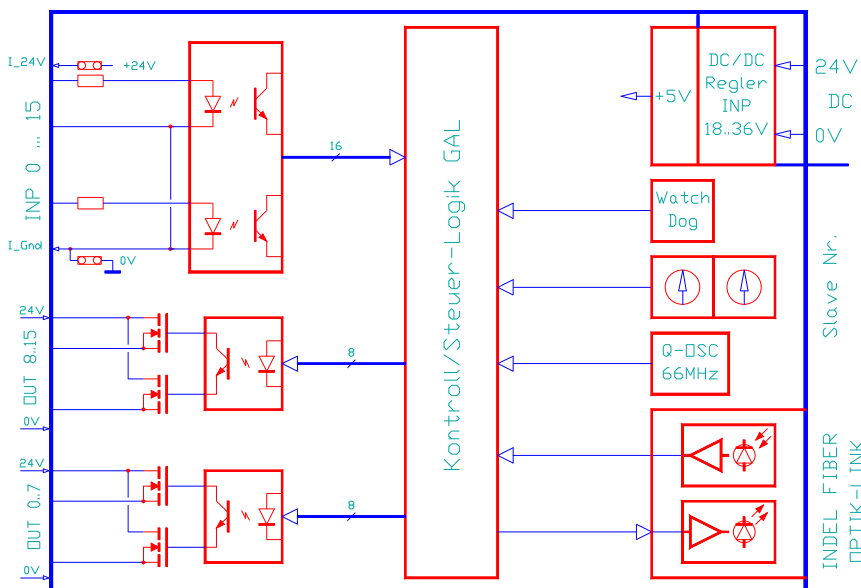 I_24V
+24V
INP 0 ... 15
I_Gnd
0V
16
24V
OUT 8..15
0V
8
24V
OUT 0..7
0V
8
Kontroll/Steuer-Logik GAL
+5V
DC/DC
Regler
INP
18..36V
24V
DC
0V
Watch
Dog
Slave Nr.
Q-OSC
66MHz
INDEL FIBER
OPTIK-LINK